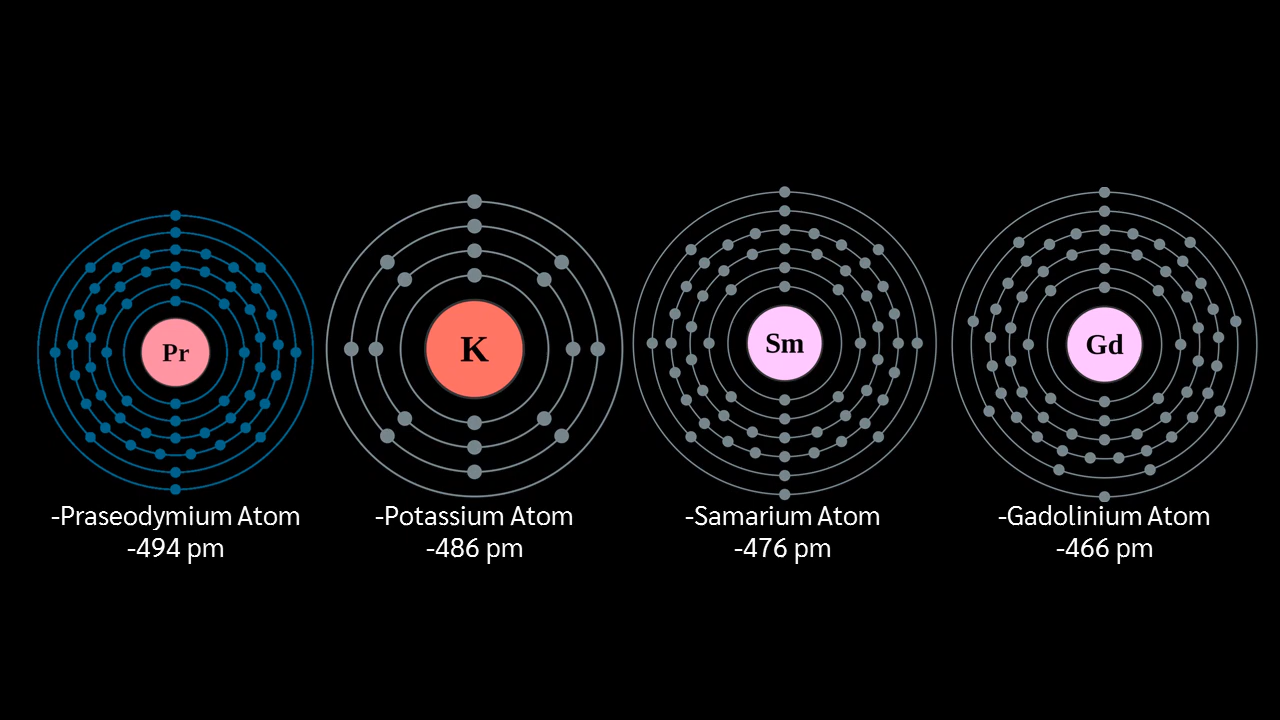 Pr
K
Sm
Gd
-Praseodymium Atom
-494 pm
-Potassium Atom
-486 pm
-Samarium Atom
-476 pm
-Gadolinium Atom
-466 pm